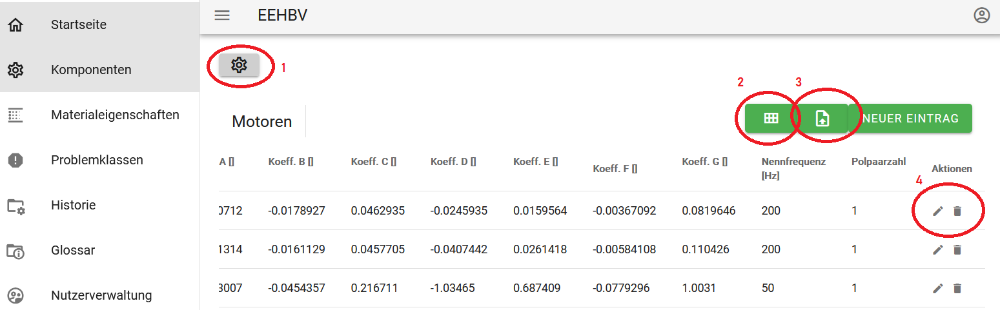 Startseite
EEHBV
1
Komponenten
Materialeigenschaften
2
3
Motoren
NEUER EINTRAG
Problemklassen
A []
Koeff. B []
Koeff. C []
Koeff. D []
Koeff. E []
Koeff. F []
Koeff. G []
Nennfrequenz
[Hz]
Polpaarzahl
Aktionen
4
Historie
0712
-0.0178927
0.0462935
-0.0245935
0.0159564
-0.00367092
0.0819646
200
1
Glossar
1314
-0.0161129
0.0457705
-0.0407442
0.0261418
-0.00584108
0.110426
200
1
Nutzerverwaltung
3007
-0.0454357
0.216711
-1.03465
0.687409
-0.0779296
1.0031
50
1